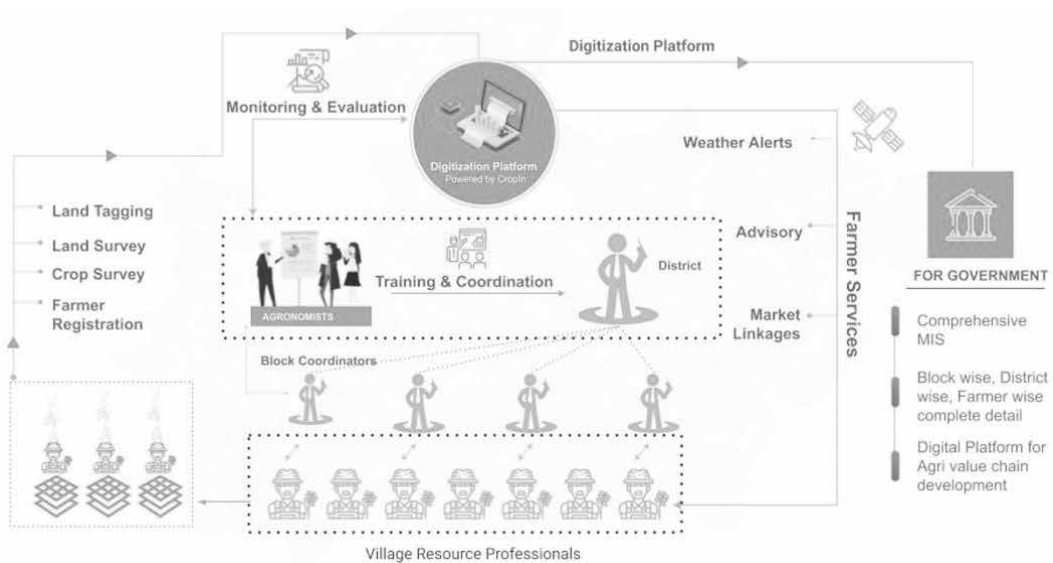 Digitization Platform
Monitoring & Evaluation
Digitization Platform
Powered by CropIn
Weather Alerts
Land Tagging
Land Survey
Crop Survey
Farmer
Registration
Training & Coordination
District
AGRONOMISTS
Advisory
Market
Linkages
Farmer Services
FOR GOVERNMENT
Comprehensive
MIS
Block wise, District
wise, Farmer wise
complete detail
Digital Platform for
Agri value chain
development
Block Coordinators
Village Resource Professionals